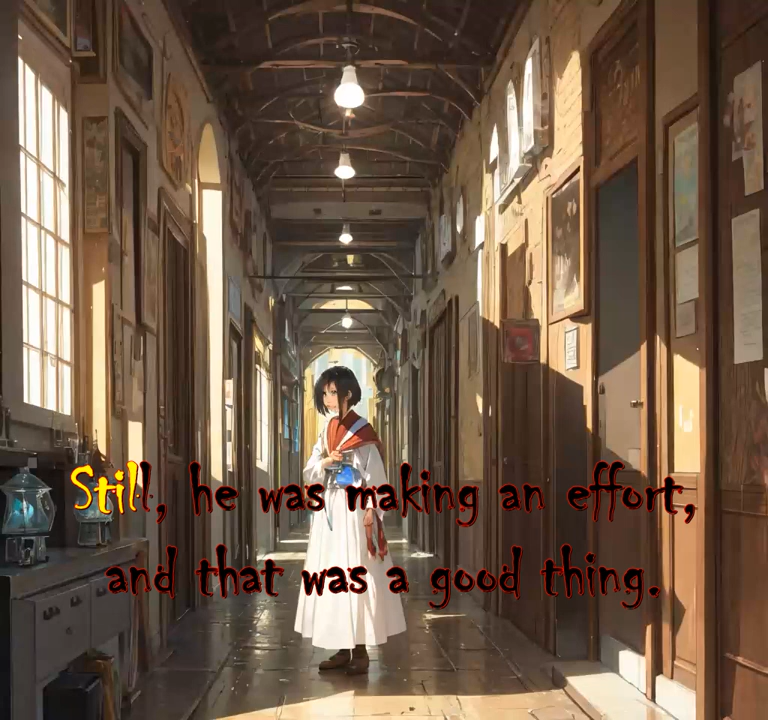 Still, he was making an effort,
and that was a good thing.